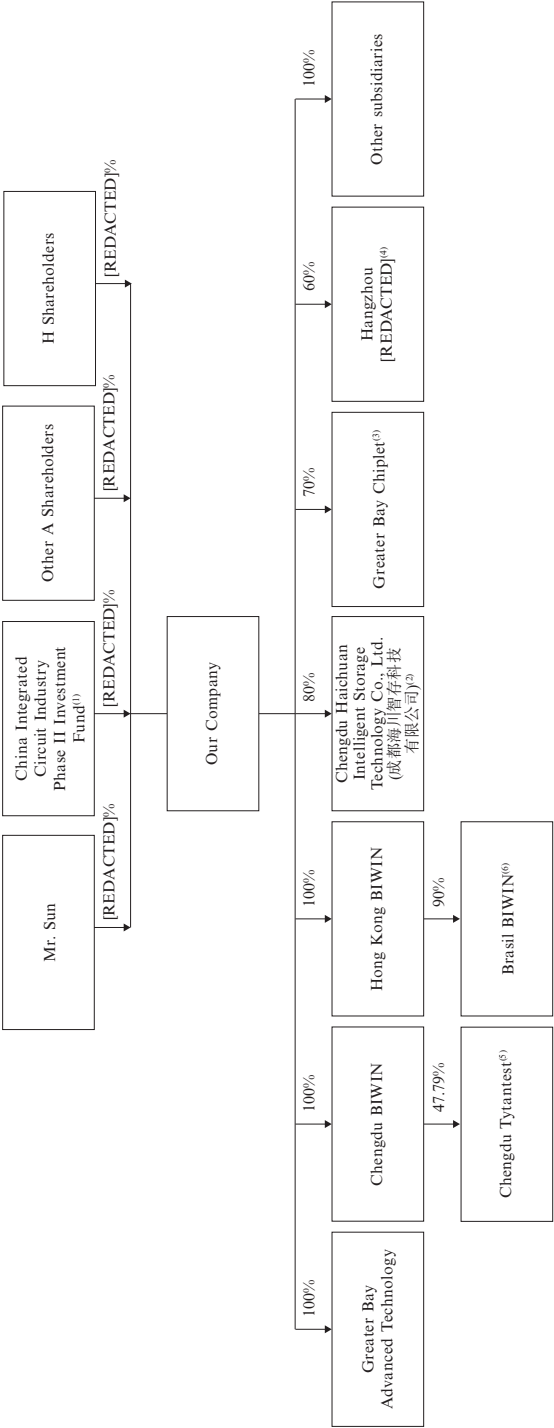 Mr. Sun
China Integrated
Circuit Industry
Phase II Investment
Fund(1)
Other A Shareholders
H Shareholders
[REDACTED]%
[REDACTED]%
[REDACTED]%
[REDACTED]%
Our Company
100%
100%
100%
80%
70%
60%
100%
Greater Bay
Advanced Technology
Chengdu BIWIN
Hong Kong BIWIN
Chengdu Haichuan
Intelligent Storage
Technology Co., Ltd.
(成都海川智存科技
有限公司)(2)
Greater Bay Chiplet(3)
Hangzhou
[REDACTED](4)
Other subsidiaries
47.79%
90%
Chengdu Tytantest(5)
Brasil BIWIN(6)